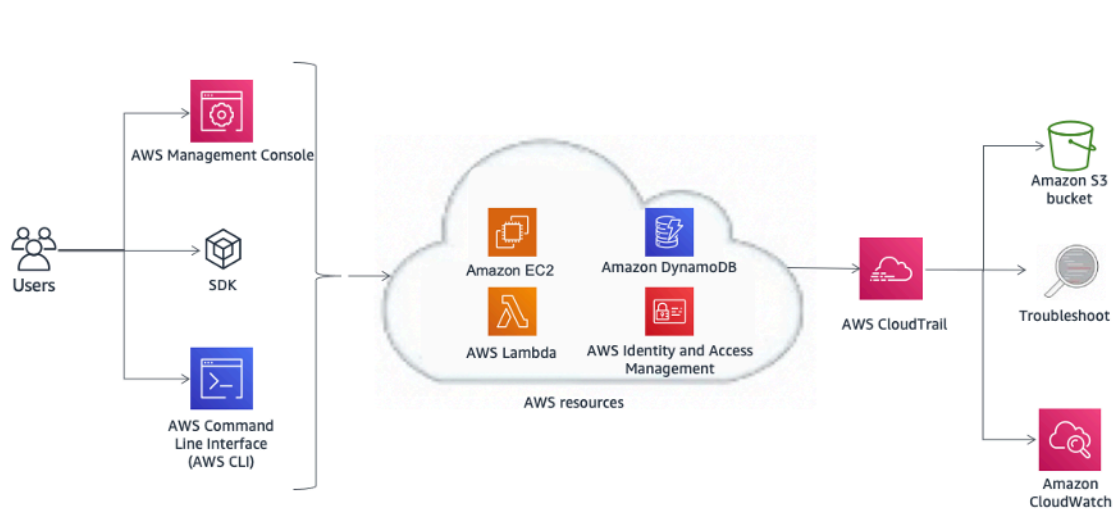 Users
AWS Management Console
SDK
AWS Command
Line Interface
(AWS CLI)
Amazon EC2
Amazon DynamoDB
AWS Lambda
AWS Identity and Access
Management
AWS resources
AWS CloudTrail
Amazon S3
bucket
Troubleshoot
Amazon
CloudWatch